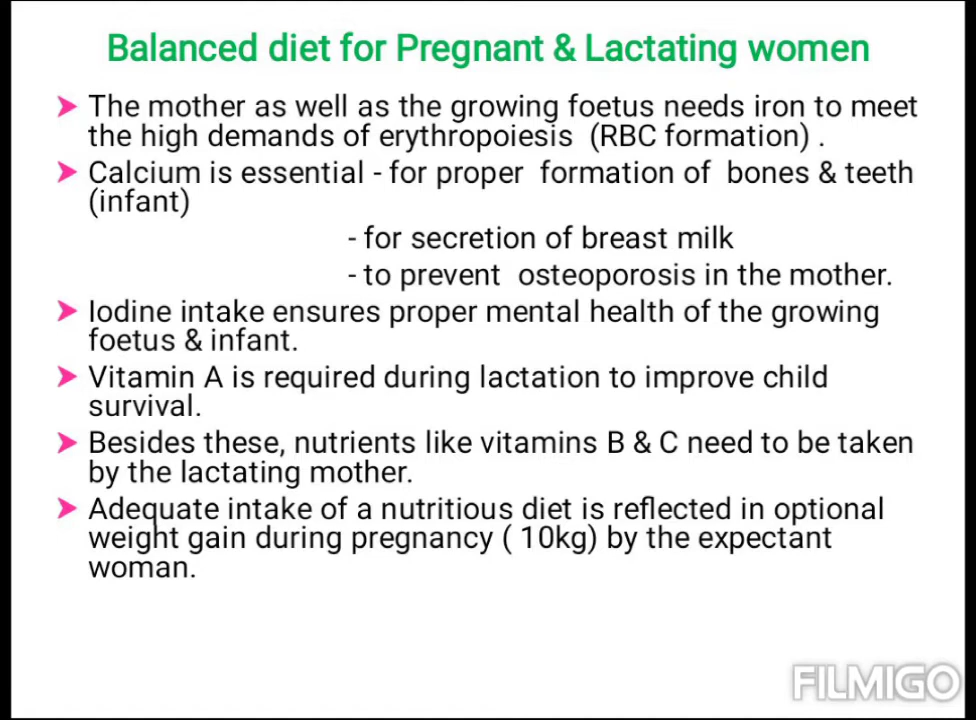 Balanced diet for Pregnant & Lactating women
➤ The mother as well as the growing foetus needs iron to meet
the high demands of erythropoiesis (RBC formation) .
➤ Calcium is essential - for proper formation of bones & teeth
(infant)
- for secretion of breast milk
- to prevent osteoporosis in the mother.
➤ Iodine intake ensures proper mental health of the growing
foetus & infant.
➤ Vitamin A is required during lactation to improve child
survival.
➤ Besides these, nutrients like vitamins B & C need to be taken
by the lactating mother.
➤ Adequate intake of a nutritious diet is reflected in optional
weight gain during pregnancy ( 10kg) by the expectant
woman.
FILMIGO